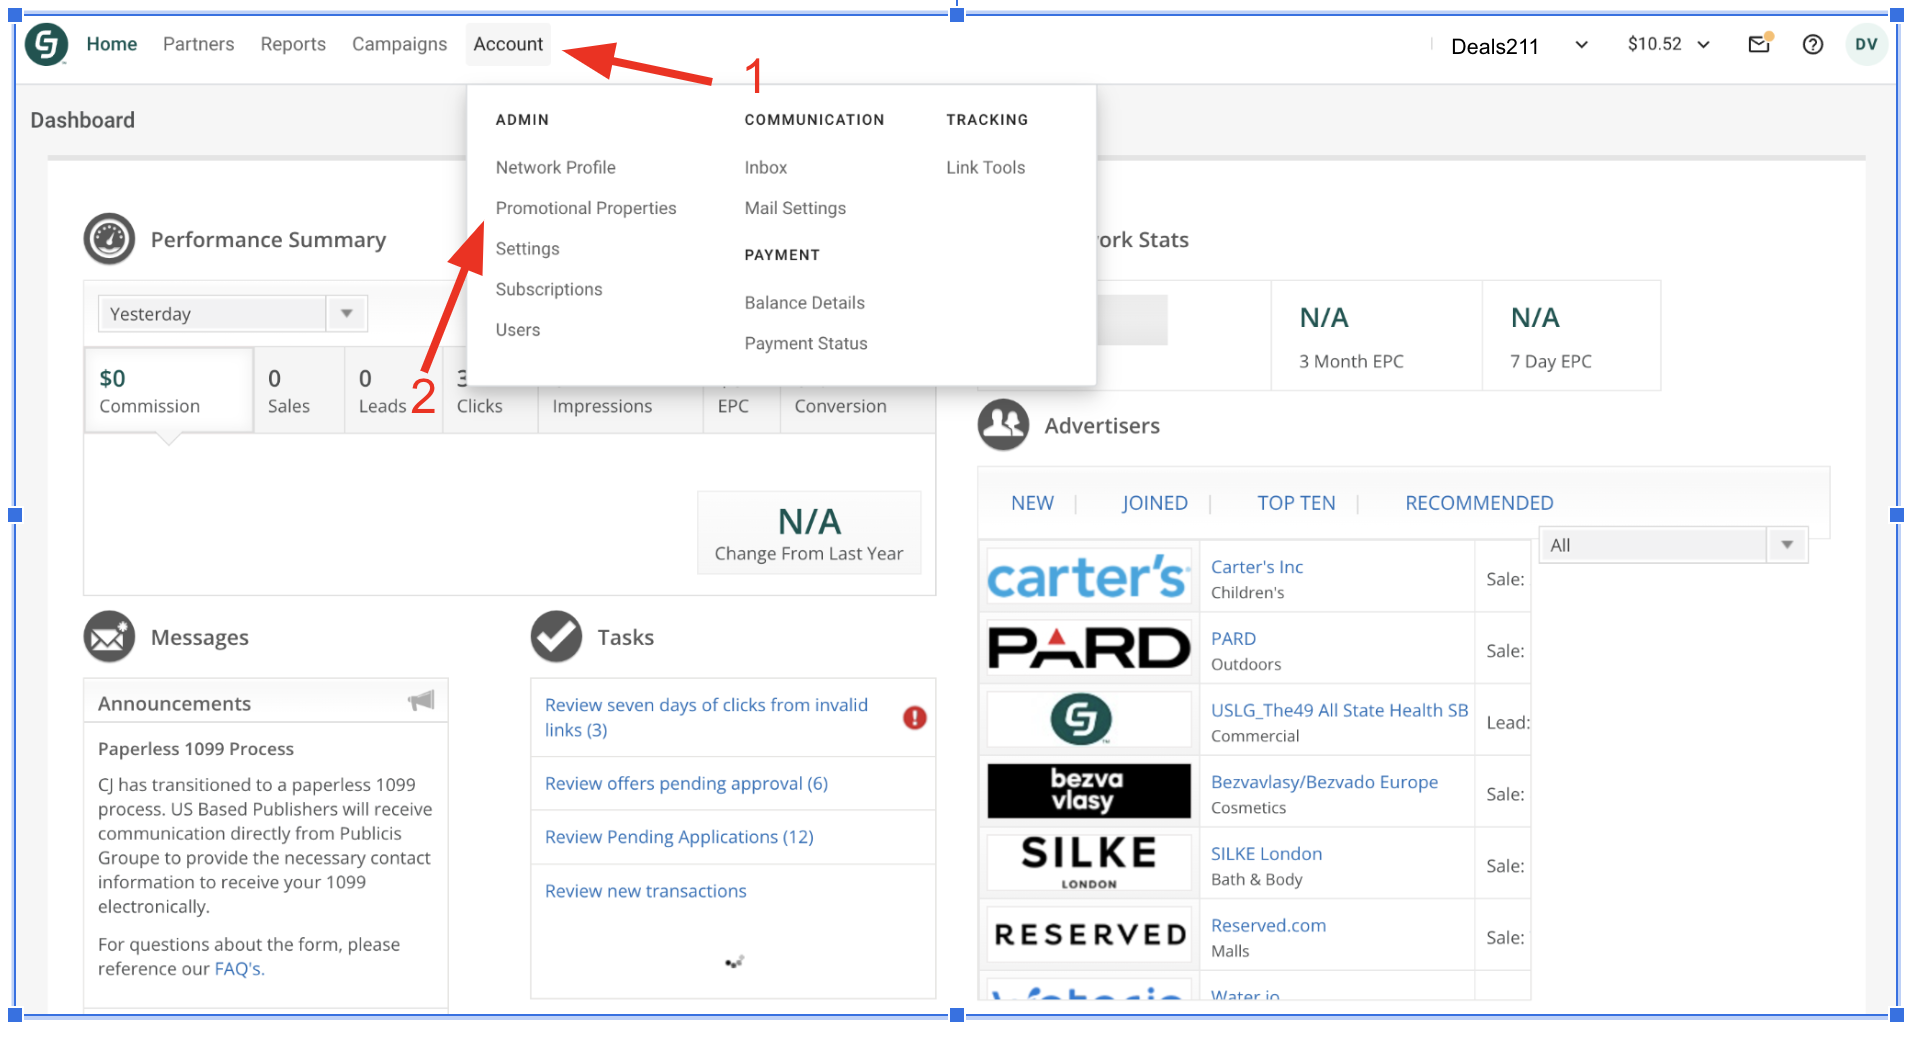 Home Partners Reports Campaigns Account
Deals211 $10.52 DV
1
Dashboard
ADMIN
Network Profile
Promotional Properties
Settings
Subscriptions
Users
COMMUNICATION
Inbox
Mail Settings
PAYMENT
Balance Details
Payment Status
TRACKING
Link Tools
2
Performance Summary
Yesterday
$0
Commission
0
Sales
0
Leads
3
Clicks
Impressions
EPC
Conversion
N/A
Change From Last Year
ork Stats
N/A
3 Month EPC
N/A
7 Day EPC
Advertisers
NEW | JOINED | TOP TEN | RECOMMENDED
All
carter's
Carter's Inc
Children's
Sale:
PARD
PARD
Outdoors
Sale:
USLG_The49 All State Health SB
Commercial
Lead:
bezva
vlasy
Bezvavlasy/Bezvado Europe
Cosmetics
Sale:
SILKE
LONDON
SILKE London
Bath & Body
Sale:
RESERVED
Reserved.com
Malls
Sale:
Water.io
Messages
Announcements
Paperless 1099 Process
CJ has transitioned to a paperless 1099
process. US Based Publishers will receive
communication directly from Publicis
Groupe to provide the necessary contact
information to receive your 1099
electronically.
For questions about the form, please
reference our FAQ's.
Tasks
Review seven days of clicks from invalid
links (3)
Review offers pending approval (6)
Review Pending Applications (12)
Review new transactions